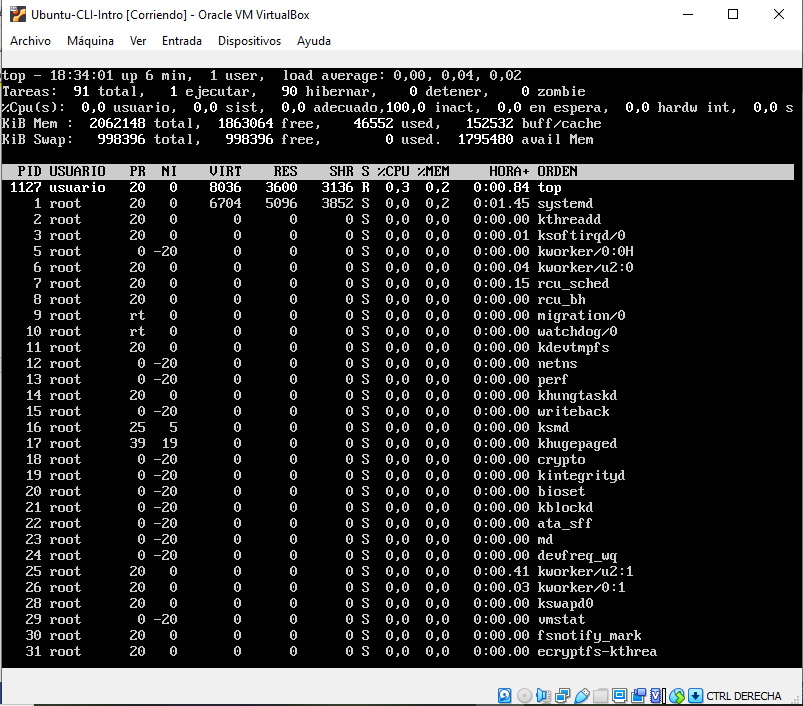 Ubuntu-CLI-Intro [Corriendo] - Oracle VM VirtualBox
Archivo Máquina Ver Entrada Dispositivos Ayuda
top - 18:34:01 up 6 min, 1 user, load average: 0,00, 0,04, 0,02
Tareas: 91 total, 1 ejecutar, 90 hibernar, 0 detener, 0 zombie
%Cpu(s): 0,0 usuario, 0,0 sist, 0,0 adecuado,100,0 inact, 0,0 en espera, 0,0 hardw int, 0,0 s
KiB Mem : 2062148 total, 1863064 free, 46552 used, 152532 buff/cache
KiB Swap: 998396 total, 998396 free, 0 used. 1795480 avail Mem
PID USUARIO PR NI VIRT RES SHR S %CPU %MEM HORA+ ORDEN
1127 usuario 20 0 8036 3600 3136 R 0,3 0,2 0:00.84 top
1 root 20 0 6704 5096 3852 S 0,0 0,2 0:01.45 systemd
2 root 20 0 0 0 0 S 0,0 0,0 0:00.00 kthreadd
3 root 20 0 0 0 0 S 0,0 0,0 0:00.01 ksoftirqd/0
5 root 0 -20 0 0 0 S 0,0 0,0 0:00.00 kworker/0:0H
6 root 20 0 0 0 0 S 0,0 0,0 0:00.04 kworker/u2:0
7 root 20 0 0 0 0 S 0,0 0,0 0:00.15 rcu_sched
8 root 20 0 0 0 0 S 0,0 0,0 0:00.00 rcu_bh
9 root rt 0 0 0 0 S 0,0 0,0 0:00.00 migration/0
10 root rt 0 0 0 0 S 0,0 0,0 0:00.00 watchdog/0
11 root 20 0 0 0 0 S 0,0 0,0 0:00.00 kdevtmpfs
12 root 0 -20 0 0 0 S 0,0 0,0 0:00.00 netns
13 root 0 -20 0 0 0 S 0,0 0,0 0:00.00 perf
14 root 20 0 0 0 0 S 0,0 0,0 0:00.00 khungtaskd
15 root 0 -20 0 0 0 S 0,0 0,0 0:00.00 writeback
16 root 25 5 0 0 0 S 0,0 0,0 0:00.00 ksmd
17 root 39 19 0 0 0 S 0,0 0,0 0:00.00 khugepaged
18 root 0 -20 0 0 0 S 0,0 0,0 0:00.00 crypto
19 root 0 -20 0 0 0 S 0,0 0,0 0:00.00 kintegrityd
20 root 0 -20 0 0 0 S 0,0 0,0 0:00.00 bioset
21 root 0 -20 0 0 0 S 0,0 0,0 0:00.00 kblockd
22 root 0 -20 0 0 0 S 0,0 0,0 0:00.00 ata_sff
23 root 0 -20 0 0 0 S 0,0 0,0 0:00.00 md
24 root 0 -20 0 0 0 S 0,0 0,0 0:00.00 devfreq_wq
25 root 20 0 0 0 0 S 0,0 0,0 0:00.41 kworker/u2:1
26 root 20 0 0 0 0 S 0,0 0,0 0:00.03 kworker/0:1
28 root 20 0 0 0 0 S 0,0 0,0 0:00.00 kswapd0
29 root 0 -20 0 0 0 S 0,0 0,0 0:00.00 vmstat
30 root 20 0 0 0 0 S 0,0 0,0 0:00.00 fsnotify_mark
31 root 20 0 0 0 0 S 0,0 0,0 0:00.00 ecryptfs-kthrea
CTRL DERECHA